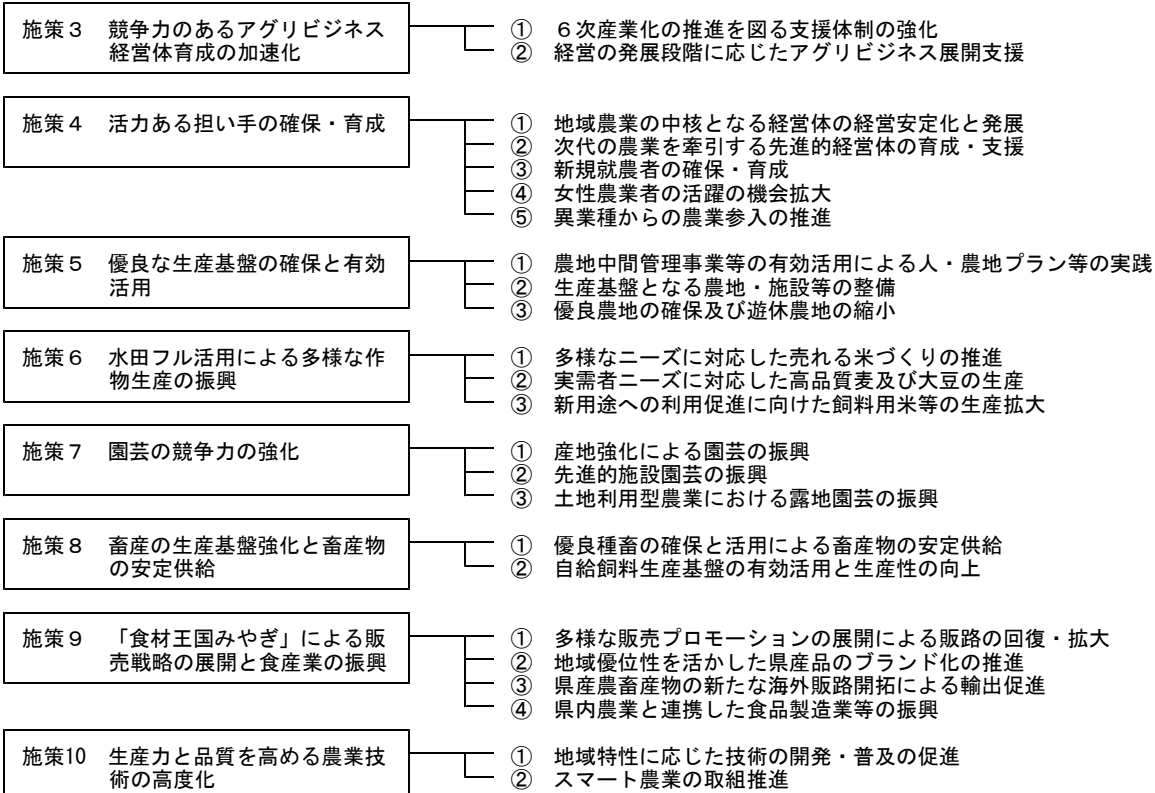 施策３　競争力のあるアグリビジネス
経営体育成の加速化
①　６次産業化の推進を図る支援体制の強化
②　経営の発展段階に応じたアグリビジネス展開支援
施策４　活力ある担い手の確保・育成
①　地域農業の中核となる経営体の経営安定化と発展
②　次代の農業を牽引する先進的経営体の育成・支援
③　新規就農者の確保・育成
④　女性農業者の活躍の機会拡大
⑤　異業種からの農業参入の推進
施策５　優良な生産基盤の確保と有効
活用
①　農地中間管理事業等の有効活用による人・農地プラン等の実践
②　生産基盤となる農地・施設等の整備
③　優良農地の確保及び遊休農地の縮小
施策６　水田フル活用による多様な作
物生産の振興
①　多様なニーズに対応した売れる米づくりの推進
②　実需者ニーズに対応した高品質麦及び大豆の生産
③　新用途への利用促進に向けた飼料用米等の生産拡大
施策７　園芸の競争力の強化
①　産地強化による園芸の振興
②　先進的施設園芸の振興
③　土地利用型農業における露地園芸の振興
施策８　畜産の生産基盤強化と畜産物
の安定供給
①　優良種畜の確保と活用による畜産物の安定供給
②　自給飼料生産基盤の有効活用と生産性の向上
施策９　「食材王国みやぎ」による販
売戦略の展開と食産業の振興
①　多様な販売プロモーションの展開による販路の回復・拡大
②　地域優位性を活かした県産品のブランド化の推進
③　県産農畜産物の新たな海外販路開拓による輸出促進
④　県内農業と連携した食品製造業等の振興
施策10　生産力と品質を高める農業技
術の高度化
①　地域特性に応じた技術の開発・普及の促進
②　スマート農業の取組推進